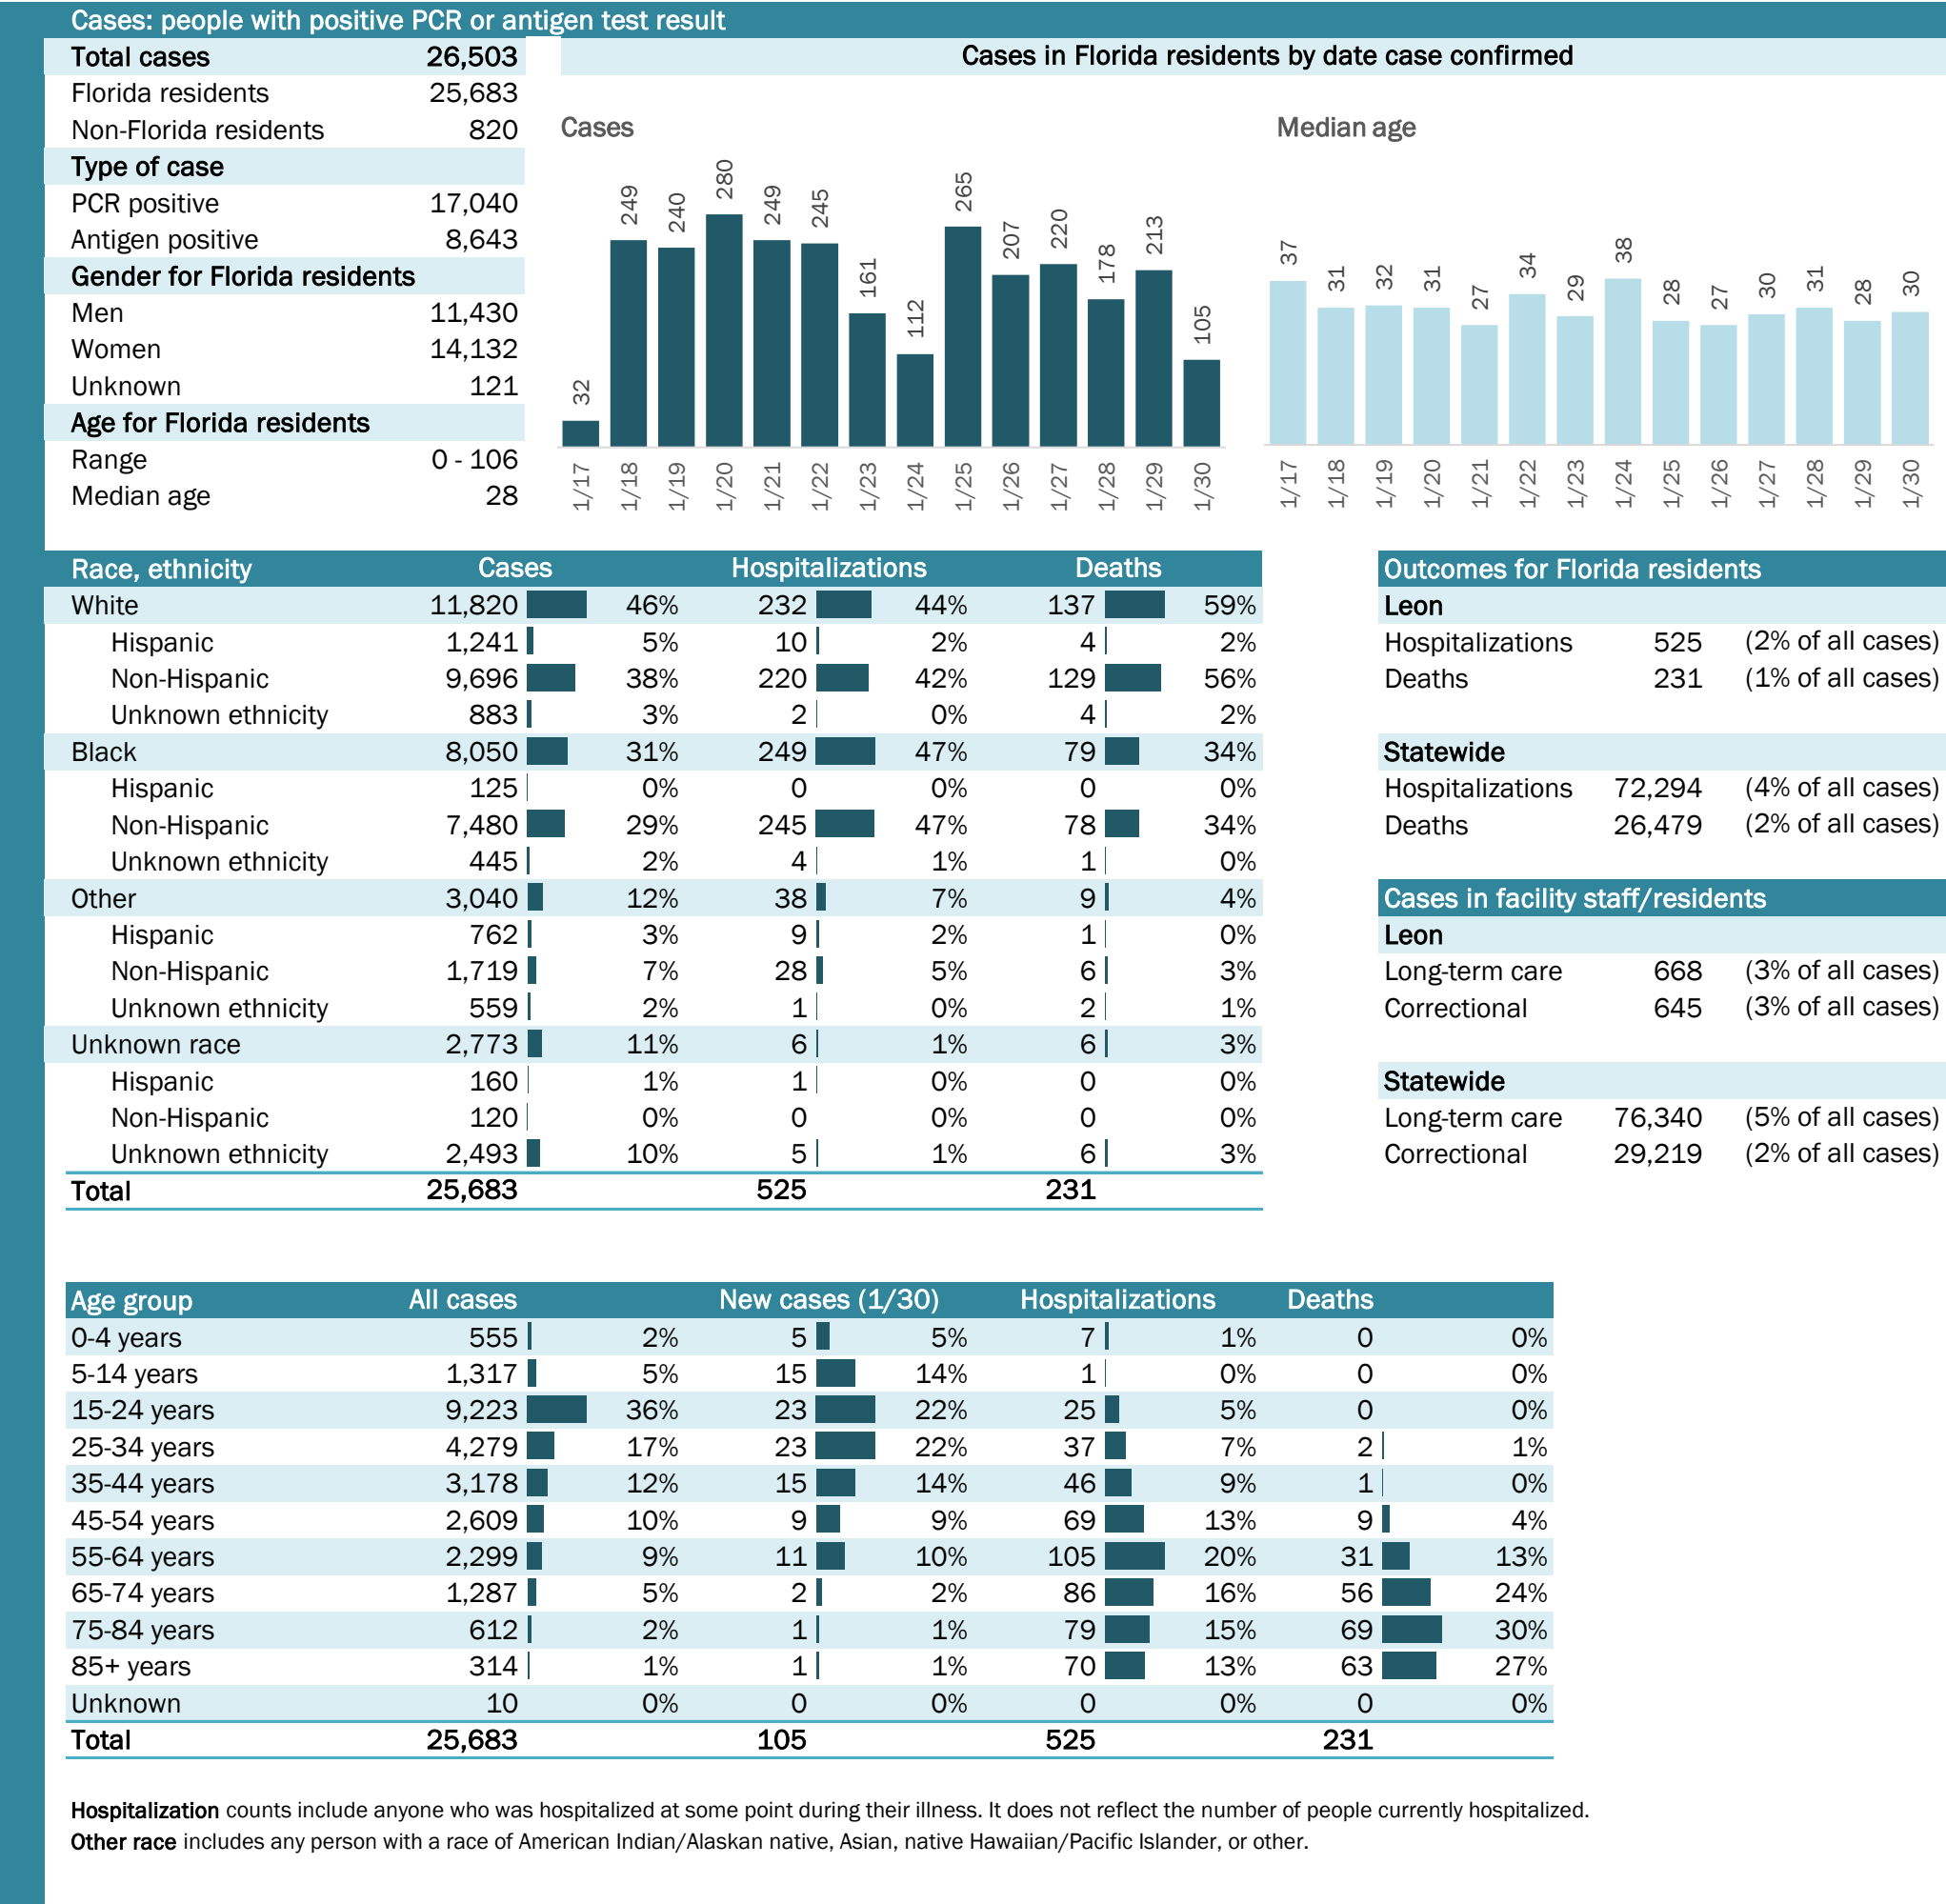 Cases: people with positive PCR or antigen test result
Total cases 26,503
Florida residents 25,683
Non-Florida residents 820
Type of case
PCR positive 17,040
Antigen positive 8,643
Gender for Florida residents
Men 11,430
Women 14,132
Unknown 121
Age for Florida residents
Range 0 - 106
Median age 28
Cases in Florida residents by date case confirmed
Cases
32 249 240 280 249 245 161 112 265 207 220 178 213 105
1/17 1/18 1/19 1/20 1/21 1/22 1/23 1/24 1/25 1/26 1/27 1/28 1/29 1/30
Median age
37 31 32 31 27 34 29 38 28 27 30 31 28 30
1/17 1/18 1/19 1/20 1/21 1/22 1/23 1/24 1/25 1/26 1/27 1/28 1/29 1/30
Race, ethnicity Cases Hospitalizations Deaths
White 11,820 46% 232 44% 137 59%
Hispanic 1,241 5% 10 2% 4 2%
Non-Hispanic 9,696 38% 220 42% 129 56%
Unknown ethnicity 883 3% 2 0% 4 2%
Black 8,050 31% 249 47% 79 34%
Hispanic 125 0% 0 0% 0 0%
Non-Hispanic 7,480 29% 245 47% 78 34%
Unknown ethnicity 445 2% 4 1% 1 0%
Other 3,040 12% 38 7% 9 4%
Hispanic 762 3% 9 2% 1 0%
Non-Hispanic 1,719 7% 28 5% 6 3%
Unknown ethnicity 559 2% 1 0% 2 1%
Unknown race 2,773 11% 6 1% 6 3%
Hispanic 160 1% 1 0% 0 0%
Non-Hispanic 120 0% 0 0% 0 0%
Unknown ethnicity 2,493 10% 5 1% 6 3%
Total 25,683 525 231
Outcomes for Florida residents
Leon
Hospitalizations 525 (2% of all cases)
Deaths 231 (1% of all cases)
Statewide
Hospitalizations 72,294 (4% of all cases)
Deaths 26,479 (2% of all cases)
Cases in facility staff/residents
Leon
Long-term care 668 (3% of all cases)
Correctional 645 (3% of all cases)
Statewide
Long-term care 76,340 (5% of all cases)
Correctional 29,219 (2% of all cases)
Age group All cases New cases (1/30) Hospitalizations Deaths
0-4 years 555 2% 5 5% 7 1% 0 0%
5-14 years 1,317 5% 15 14% 1 0% 0 0%
15-24 years 9,223 36% 23 22% 25 5% 0 0%
25-34 years 4,279 17% 23 22% 37 7% 2 1%
35-44 years 3,178 12% 15 14% 46 9% 1 0%
45-54 years 2,609 10% 9 9% 69 13% 9 4%
55-64 years 2,299 9% 11 10% 105 20% 31 13%
65-74 years 1,287 5% 2 2% 86 16% 56 24%
75-84 years 612 2% 1 1% 79 15% 69 30%
85+ years 314 1% 1 1% 70 13% 63 27%
Unknown 10 0% 0 0% 0 0% 0 0%
Total 25,683 105 525 231
Hospitalization counts include anyone who was hospitalized at some point during their illness. It does not reflect the number of people currently hospitalized.
Other race includes any person with a race of American Indian/Alaskan native, Asian, native Hawaiian/Pacific Islander, or other.